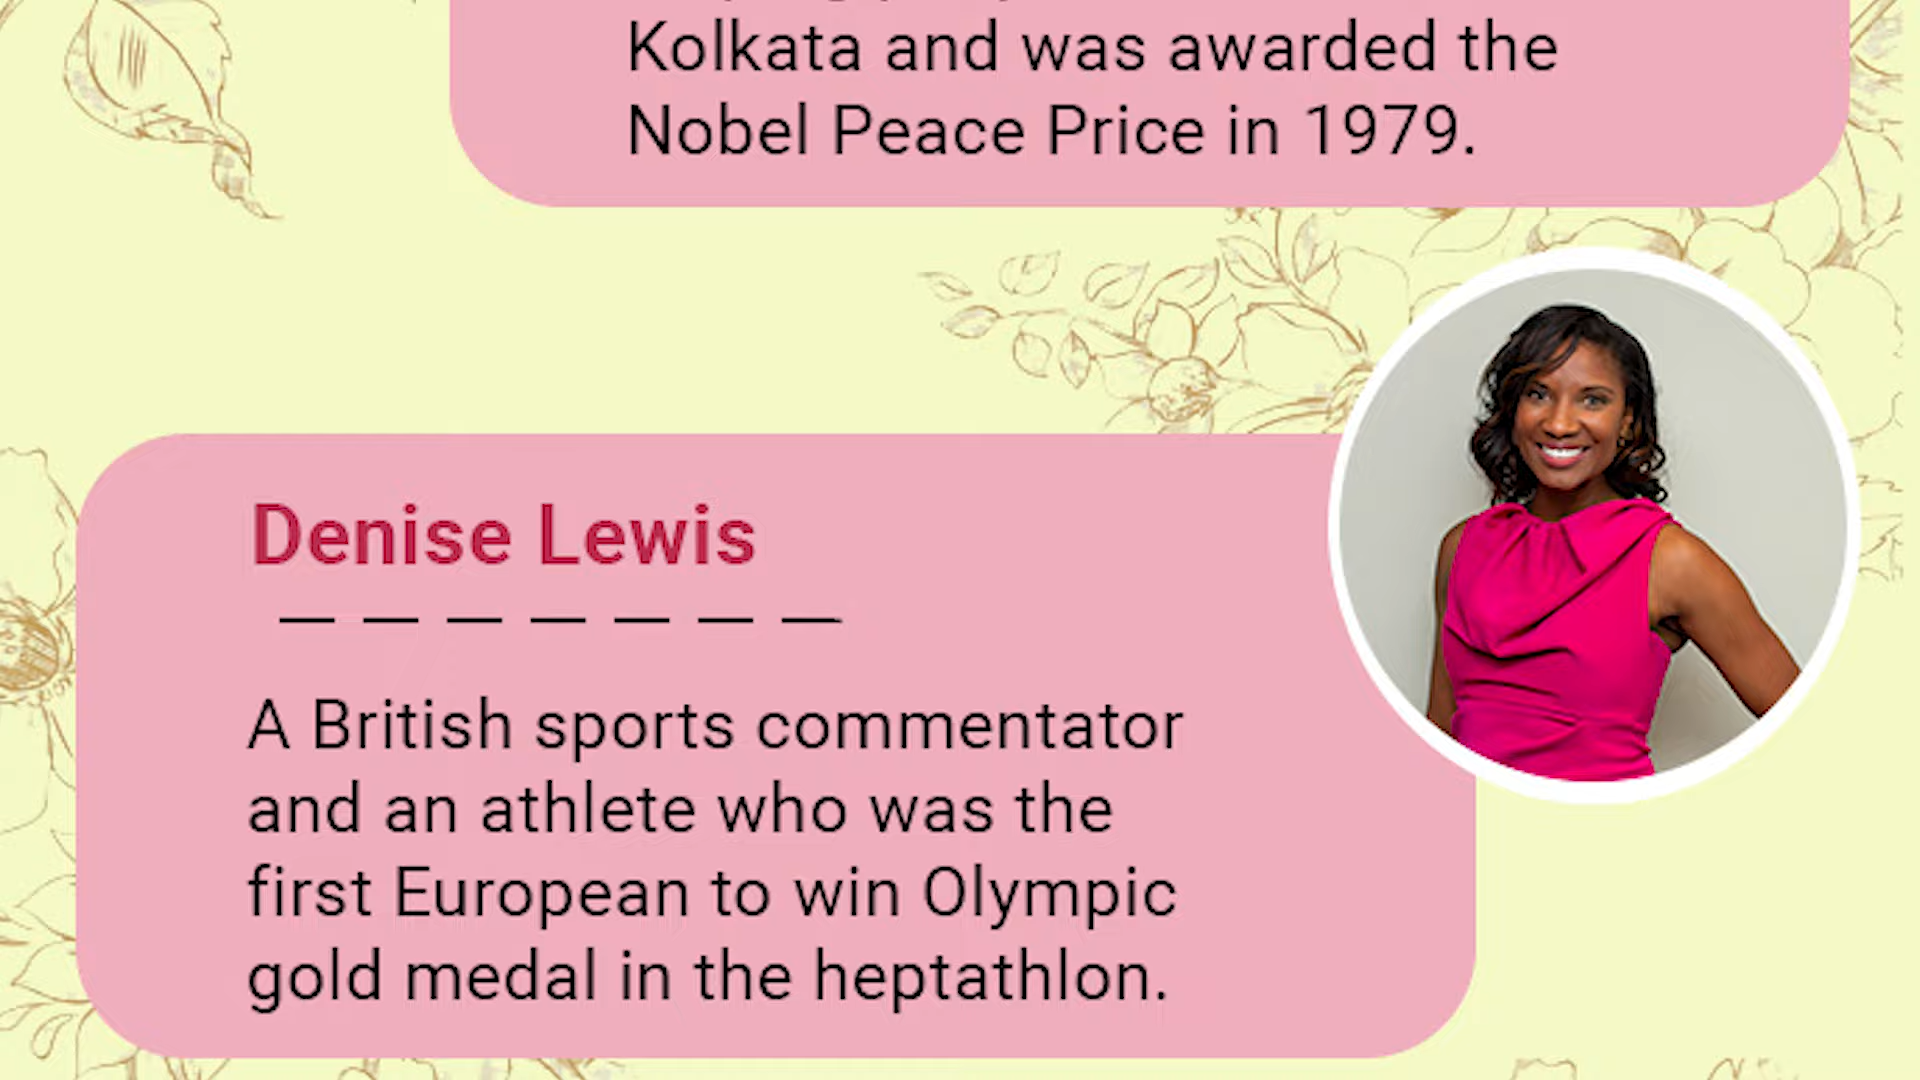 Kolkata and was awarded the
Nobel Peace Price in 1979.
Denise Lewis
A British sports commentator
and an athlete who was the
first European to win Olympic
gold medal in the heptathlon.